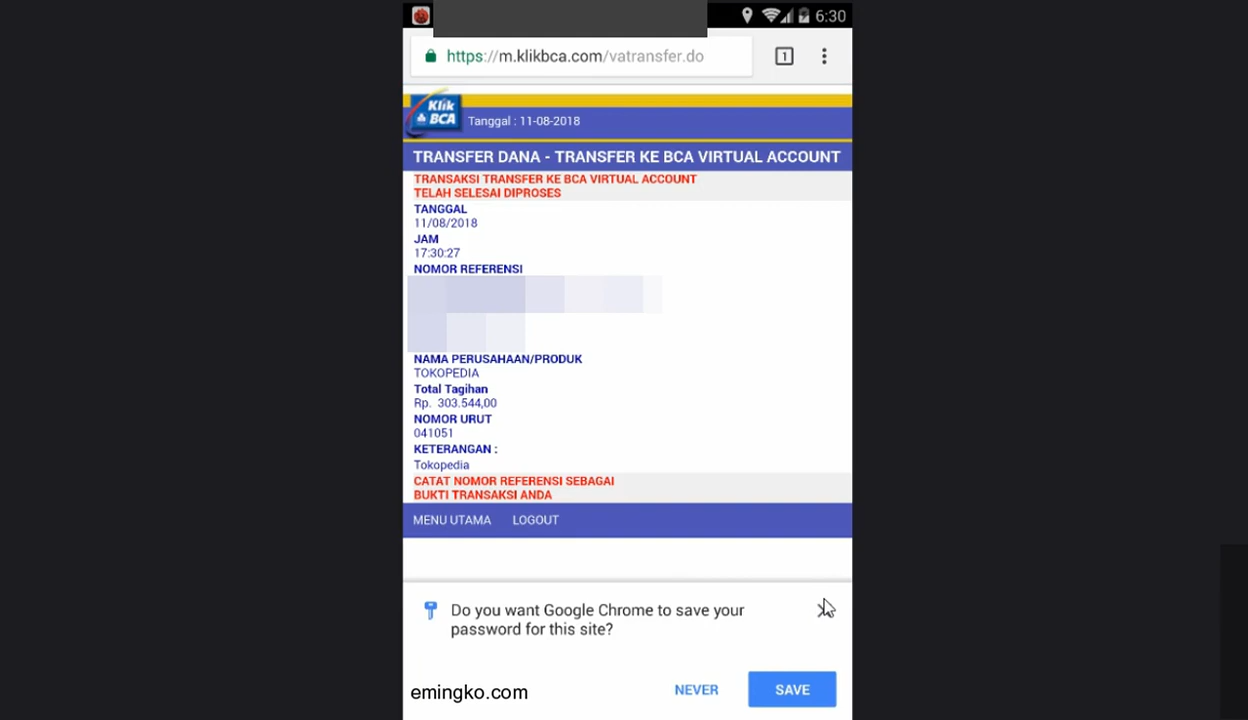 6:30
https://m.klikbca.com/vatransfer.do
1
Klik
BCA
Tanggal : 11-08-2018
TRANSFER DANA - TRANSFER KE BCA VIRTUAL ACCOUNT
TRANSAKSI TRANSFER KE BCA VIRTUAL ACCOUNT
TELAH SELESAI DIPROSES
TANGGAL
11/08/2018
JAM
17:30:27
NOMOR REFERENSI
NAMA PERUSAHAAN/PRODUK
TOKOPEDIA
Total Tagihan
Rp. 303.544,00
NOMOR URUT
041051
KETERANGAN :
Tokopedia
CATAT NOMOR REFERENSI SEBAGAI
BUKTI TRANSAKSI ANDA
MENU UTAMA LOGOUT
Do you want Google Chrome to save your
password for this site?
NEVER SAVE
emingko.com